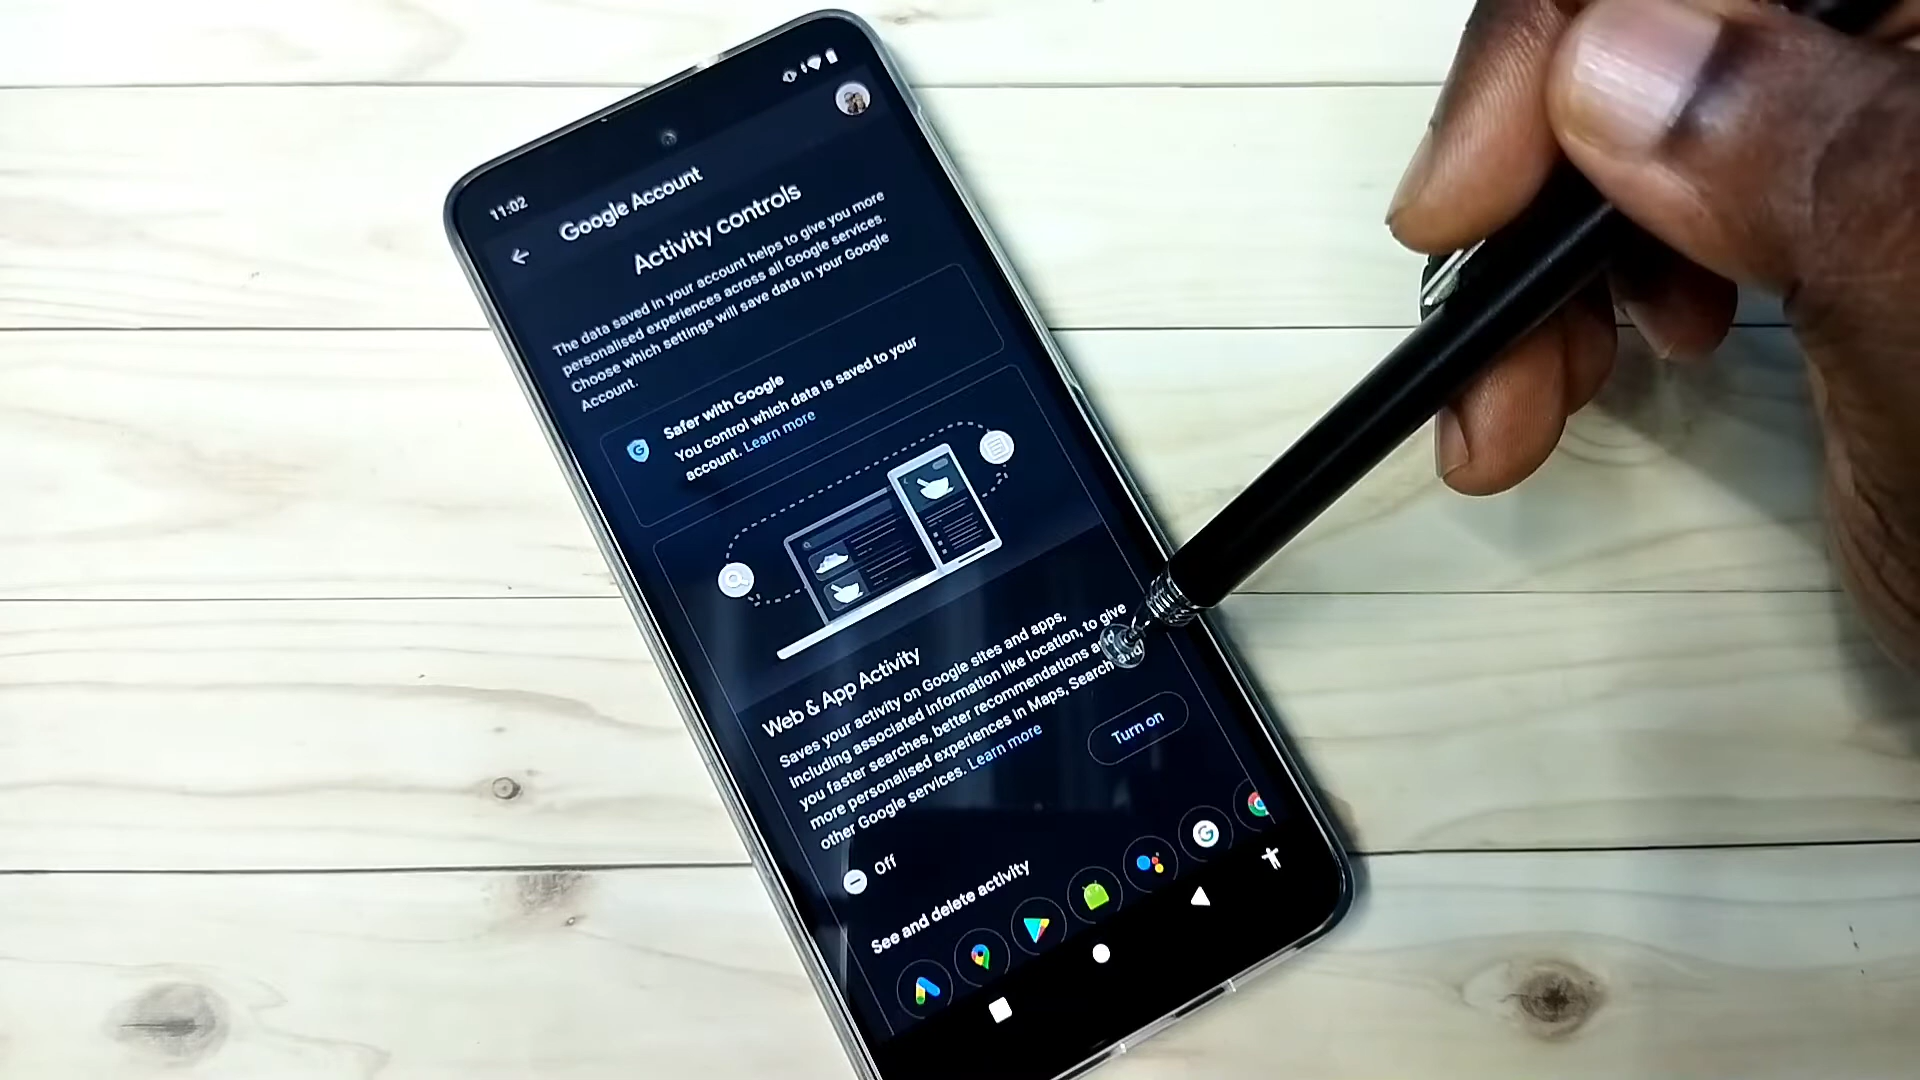 11:02
Google Account
Activity controls
The data saved in your account helps to give you more
personalised experiences across all Google services.
Choose which settings will save data in your Google
Account.
Safer with Google
You control which data is saved to your
account. Learn more
Web & App Activity
Saves your activity on Google sites and apps,
including associated information like location, to give
you faster searches, better recommendations and
more personalised experiences in Maps, Search and
other Google services. Learn more
Turn on
Off
See and delete activity